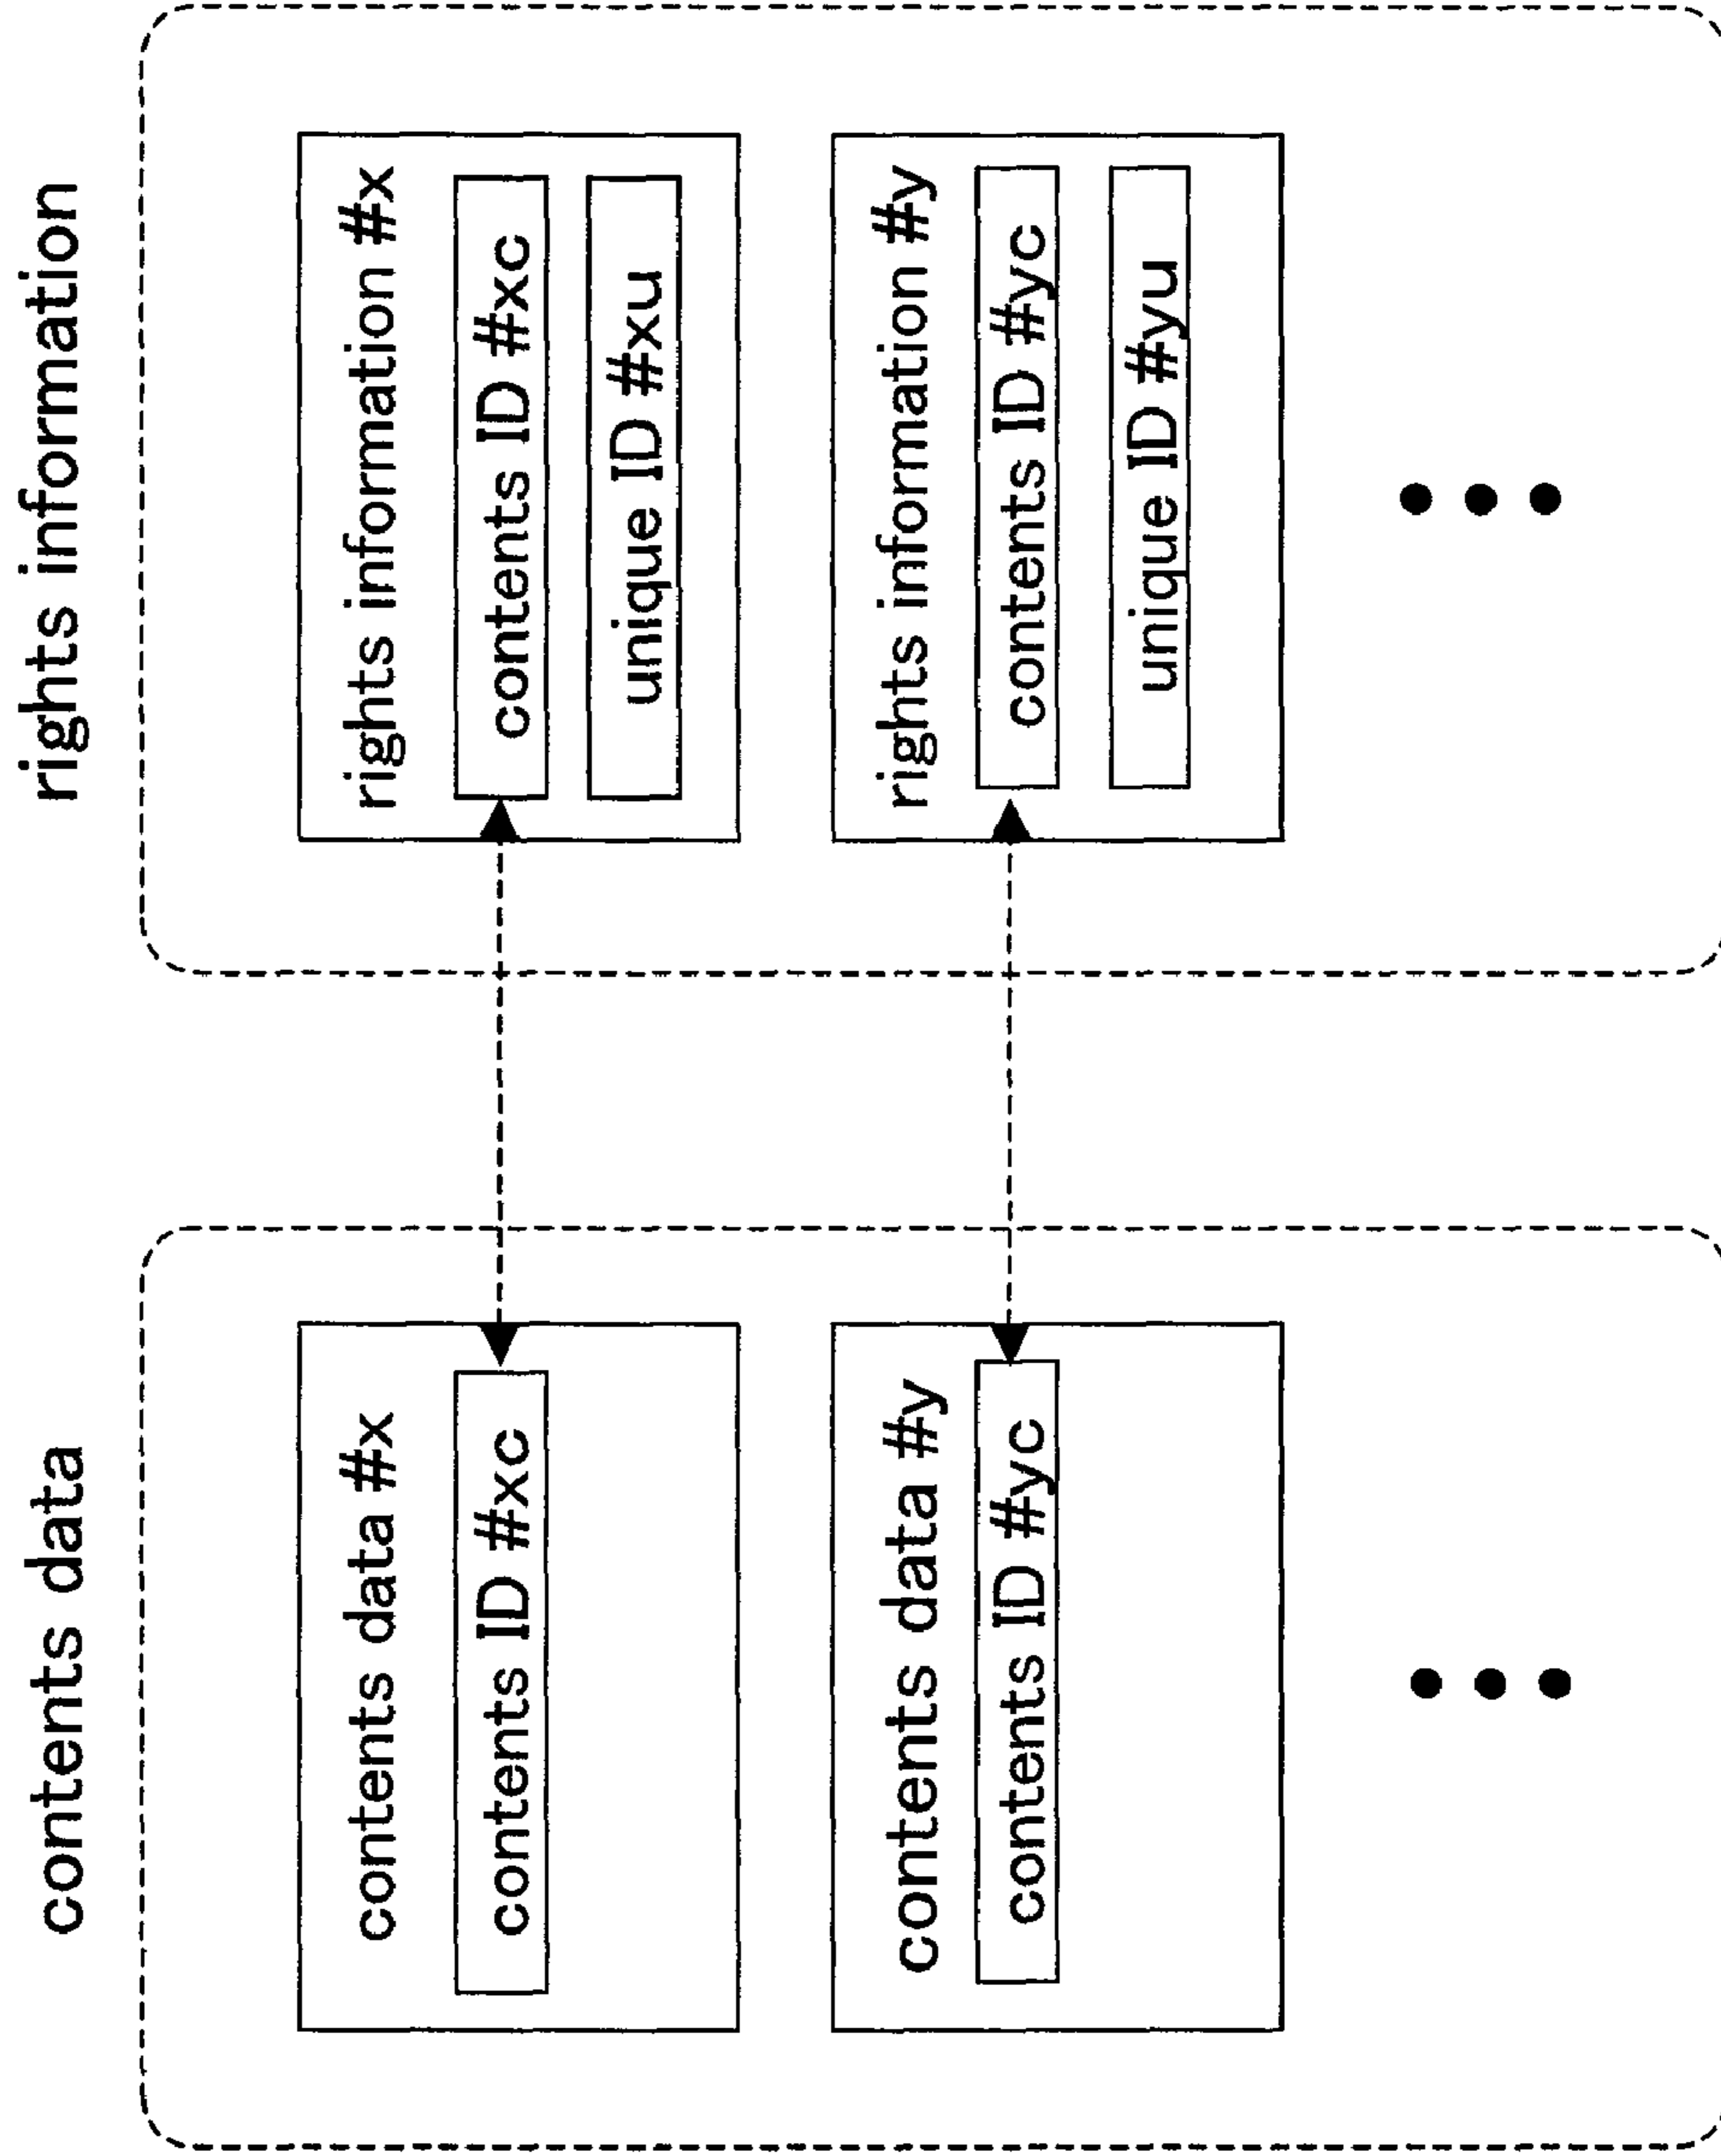 contents data
contents data #x
contents ID #xc
contents data #y
contents ID #yc
rights information
rights information #x
contents ID #xc
unique ID #xu
rights information #y
contents ID #yc
unique ID #yu